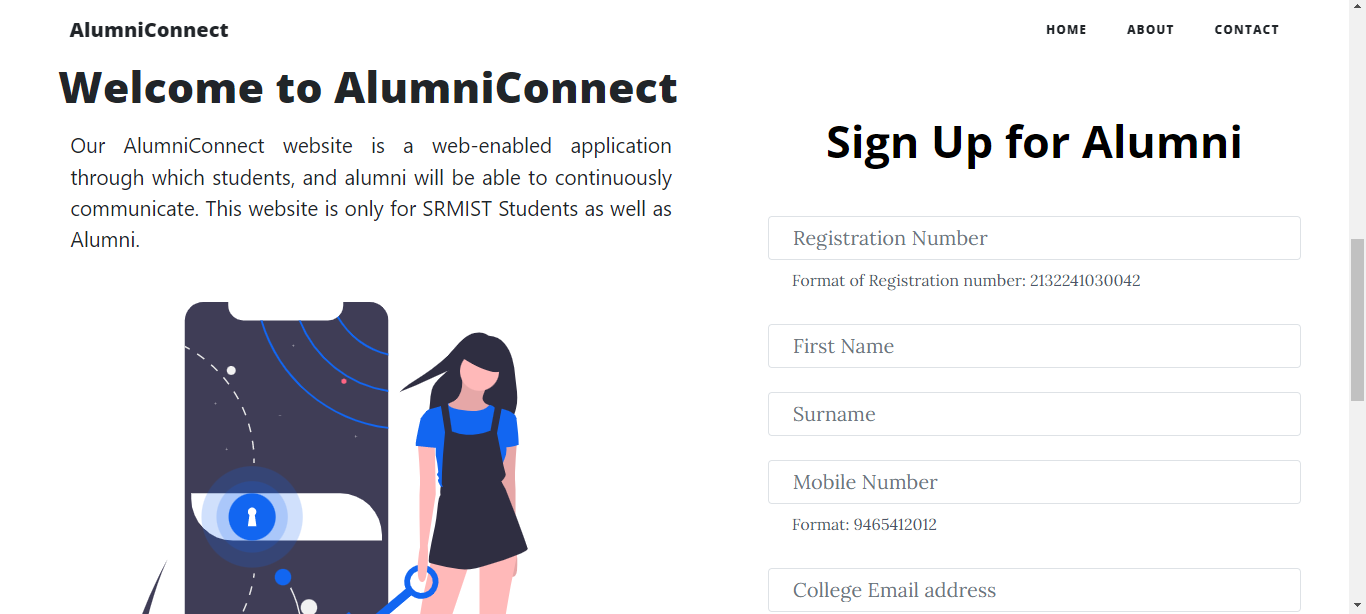 AlumniConnect
HOME ABOUT CONTACT
Welcome to AlumniConnect
Our AlumniConnect website is a web-enabled application
through which students, and alumni will be able to continuously
communicate. This website is only for SRMIST Students as well as
Alumni.
Sign Up for Alumni
Registration Number
Format of Registration number: 2132241030042
First Name
Surname
Mobile Number
Format: 9465412012
College Email address